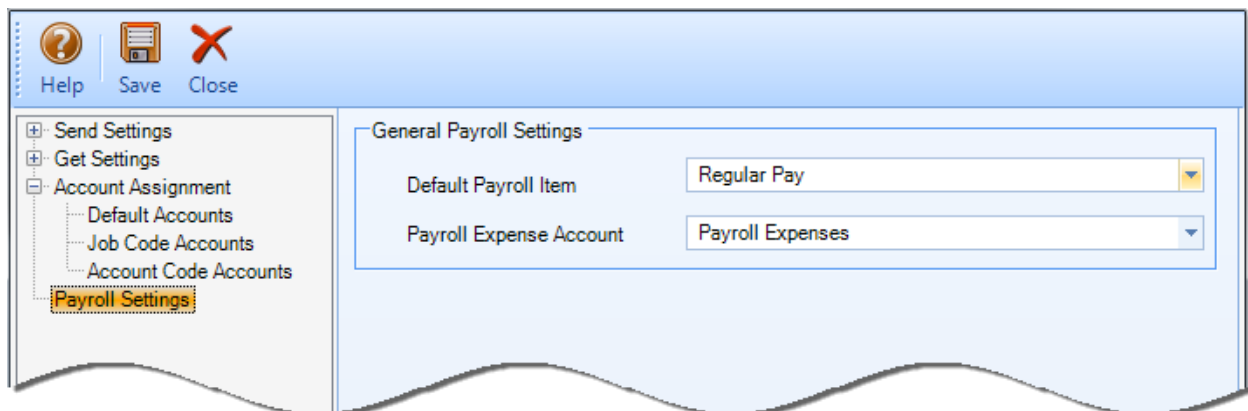 Help Save Close
Send Settings
Get Settings
Account Assignment
Default Accounts
Job Code Accounts
Account Code Accounts
Payroll Settings
General Payroll Settings
Default Payroll Item Regular Pay
Payroll Expense Account Payroll Expenses